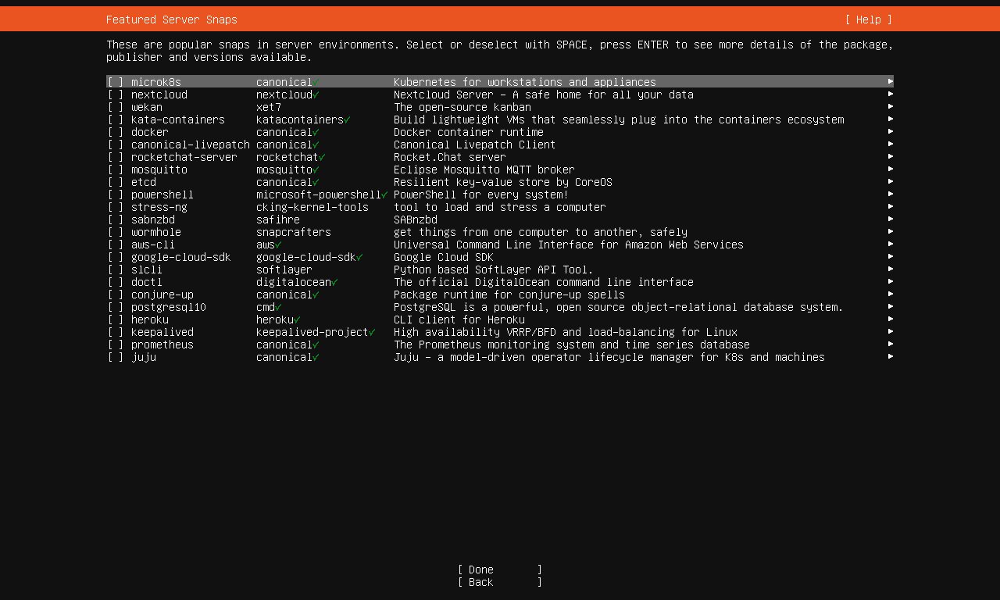 Featured Server Snaps [ Help ]
These are popular snaps in server environments. Select or deselect with SPACE, press ENTER to see more details of the package,
publisher and versions available.
[ ] microk8s canonical✓ Kubernetes for workstations and appliances ▸
[ ] nextcloud nextcloud✓ Nextcloud Server - A safe home for all your data ▸
[ ] wekan xet7 The open-source kanban ▸
[ ] kata-containers katacontainers✓ Build lightweight VMs that seamlessly plug into the containers ecosystem ▸
[ ] docker canonical✓ Docker container runtime ▸
[ ] canonical-livepatch canonical✓ Canonical Livepatch Client ▸
[ ] rocketchat-server rocketchat✓ Rocket.Chat server ▸
[ ] mosquitto mosquitto✓ Eclipse Mosquitto MQTT broker ▸
[ ] etcd canonical✓ Resilient key-value store by CoreOS ▸
[ ] powershell microsoft-powershell✓ PowerShell for every system! ▸
[ ] stress-ng cking-kernel-tools tool to load and stress a computer ▸
[ ] sabnzbd safihre SABnzbd ▸
[ ] wormhole snapcrafters get things from one computer to another, safely ▸
[ ] aws-cli aws✓ Universal Command Line Interface for Amazon Web Services ▸
[ ] google-cloud-sdk google-cloud-sdk✓ Google Cloud SDK ▸
[ ] slcli softlayer Python based SoftLayer API Tool. ▸
[ ] doctl digitalocean✓ The official DigitalOcean command line interface ▸
[ ] conjure-up canonical✓ Package runtime for conjure-up spells ▸
[ ] postgresql10 cmd✓ PostgreSQL is a powerful, open source object-relational database system. ▸
[ ] heroku heroku✓ CLI client for Heroku ▸
[ ] keepalived keepalived-project✓ High availability VRRP/BFD and load-balancing for Linux ▸
[ ] prometheus canonical✓ The Prometheus monitoring system and time series database ▸
[ ] juju canonical✓ Juju - a model-driven operator lifecycle manager for K8s and machines ▸
[ Done ]
[ Back ]